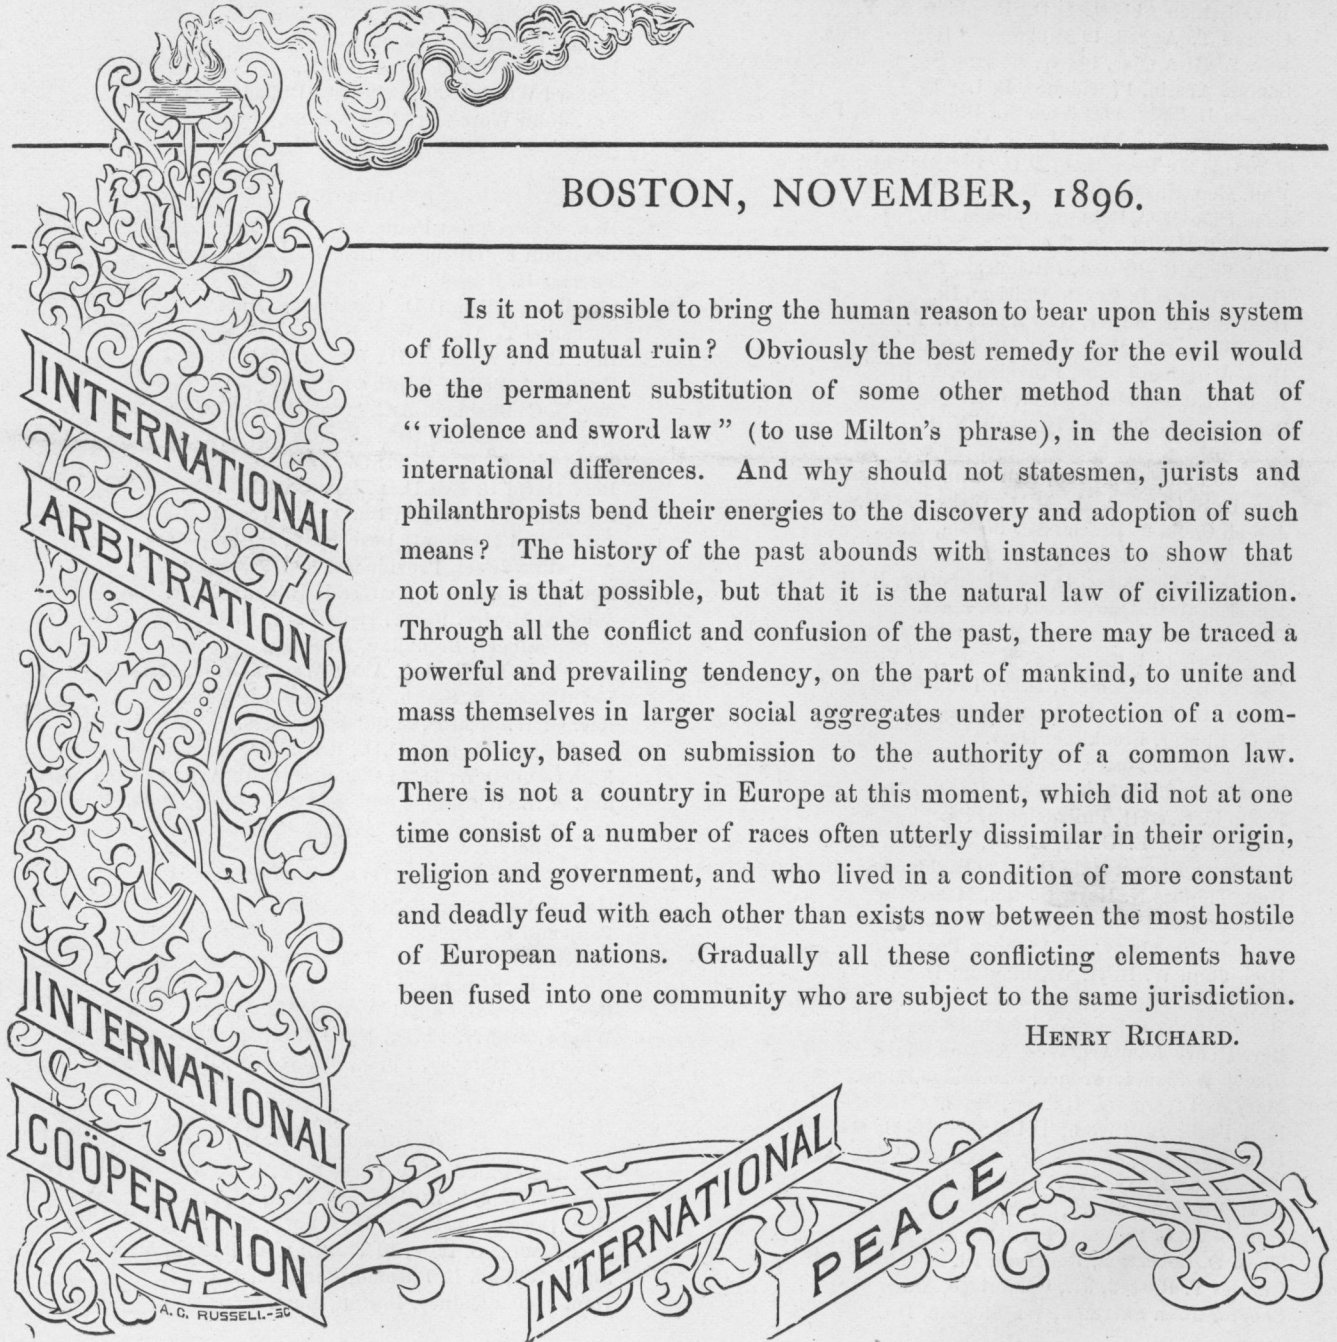 BOSTON, NOVEMBER, 1896.
Is it not possible to bring the human reason to bear upon this system
of folly and mutual ruin? Obviously the best remedy for the evil would
be the permanent substitution of some other method than that of
“violence and sword law” (to use Milton's phrase), in the decision of
international differences. And why should not statesmen, jurists and
philanthropists bend their energies to the discovery and adoption of such
means? The history of the past abounds with instances to show that
not only is that possible, but that it is the natural law of civilization.
Through all the conflict and confusion of the past, there may be traced a
powerful and prevailing tendency, on the part of mankind, to unite and
mass themselves in larger social aggregates under protection of a com-
mon policy, based on submission to the authority of a common law.
There is not a country in Europe at this moment, which did not at one
time consist of a number of races often utterly dissimilar in their origin,
religion and government, and who lived in a condition of more constant
and deadly feud with each other than exists now between the most hostile
of European nations. Gradually all these conflicting elements have
been fused into one community who are subject to the same jurisdiction.
HENRY RICHARD.
INTERNATIONAL
ARBITRATION
INTERNATIONAL
COÖPERATION
INTERNATIONAL
PEACE
A. C. RUSSELL.-SC